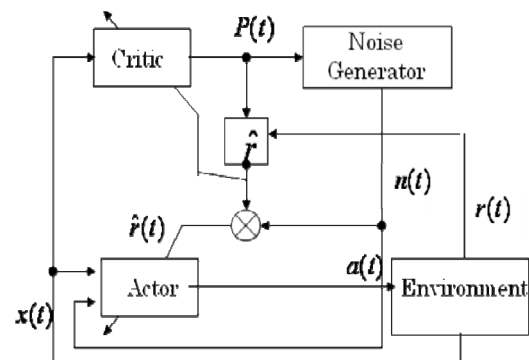 P(t)
Noise
Generator
Critic
r̂
n(t)
r(t)
r̂(t)
a(t)
Actor
Environment
x(t)